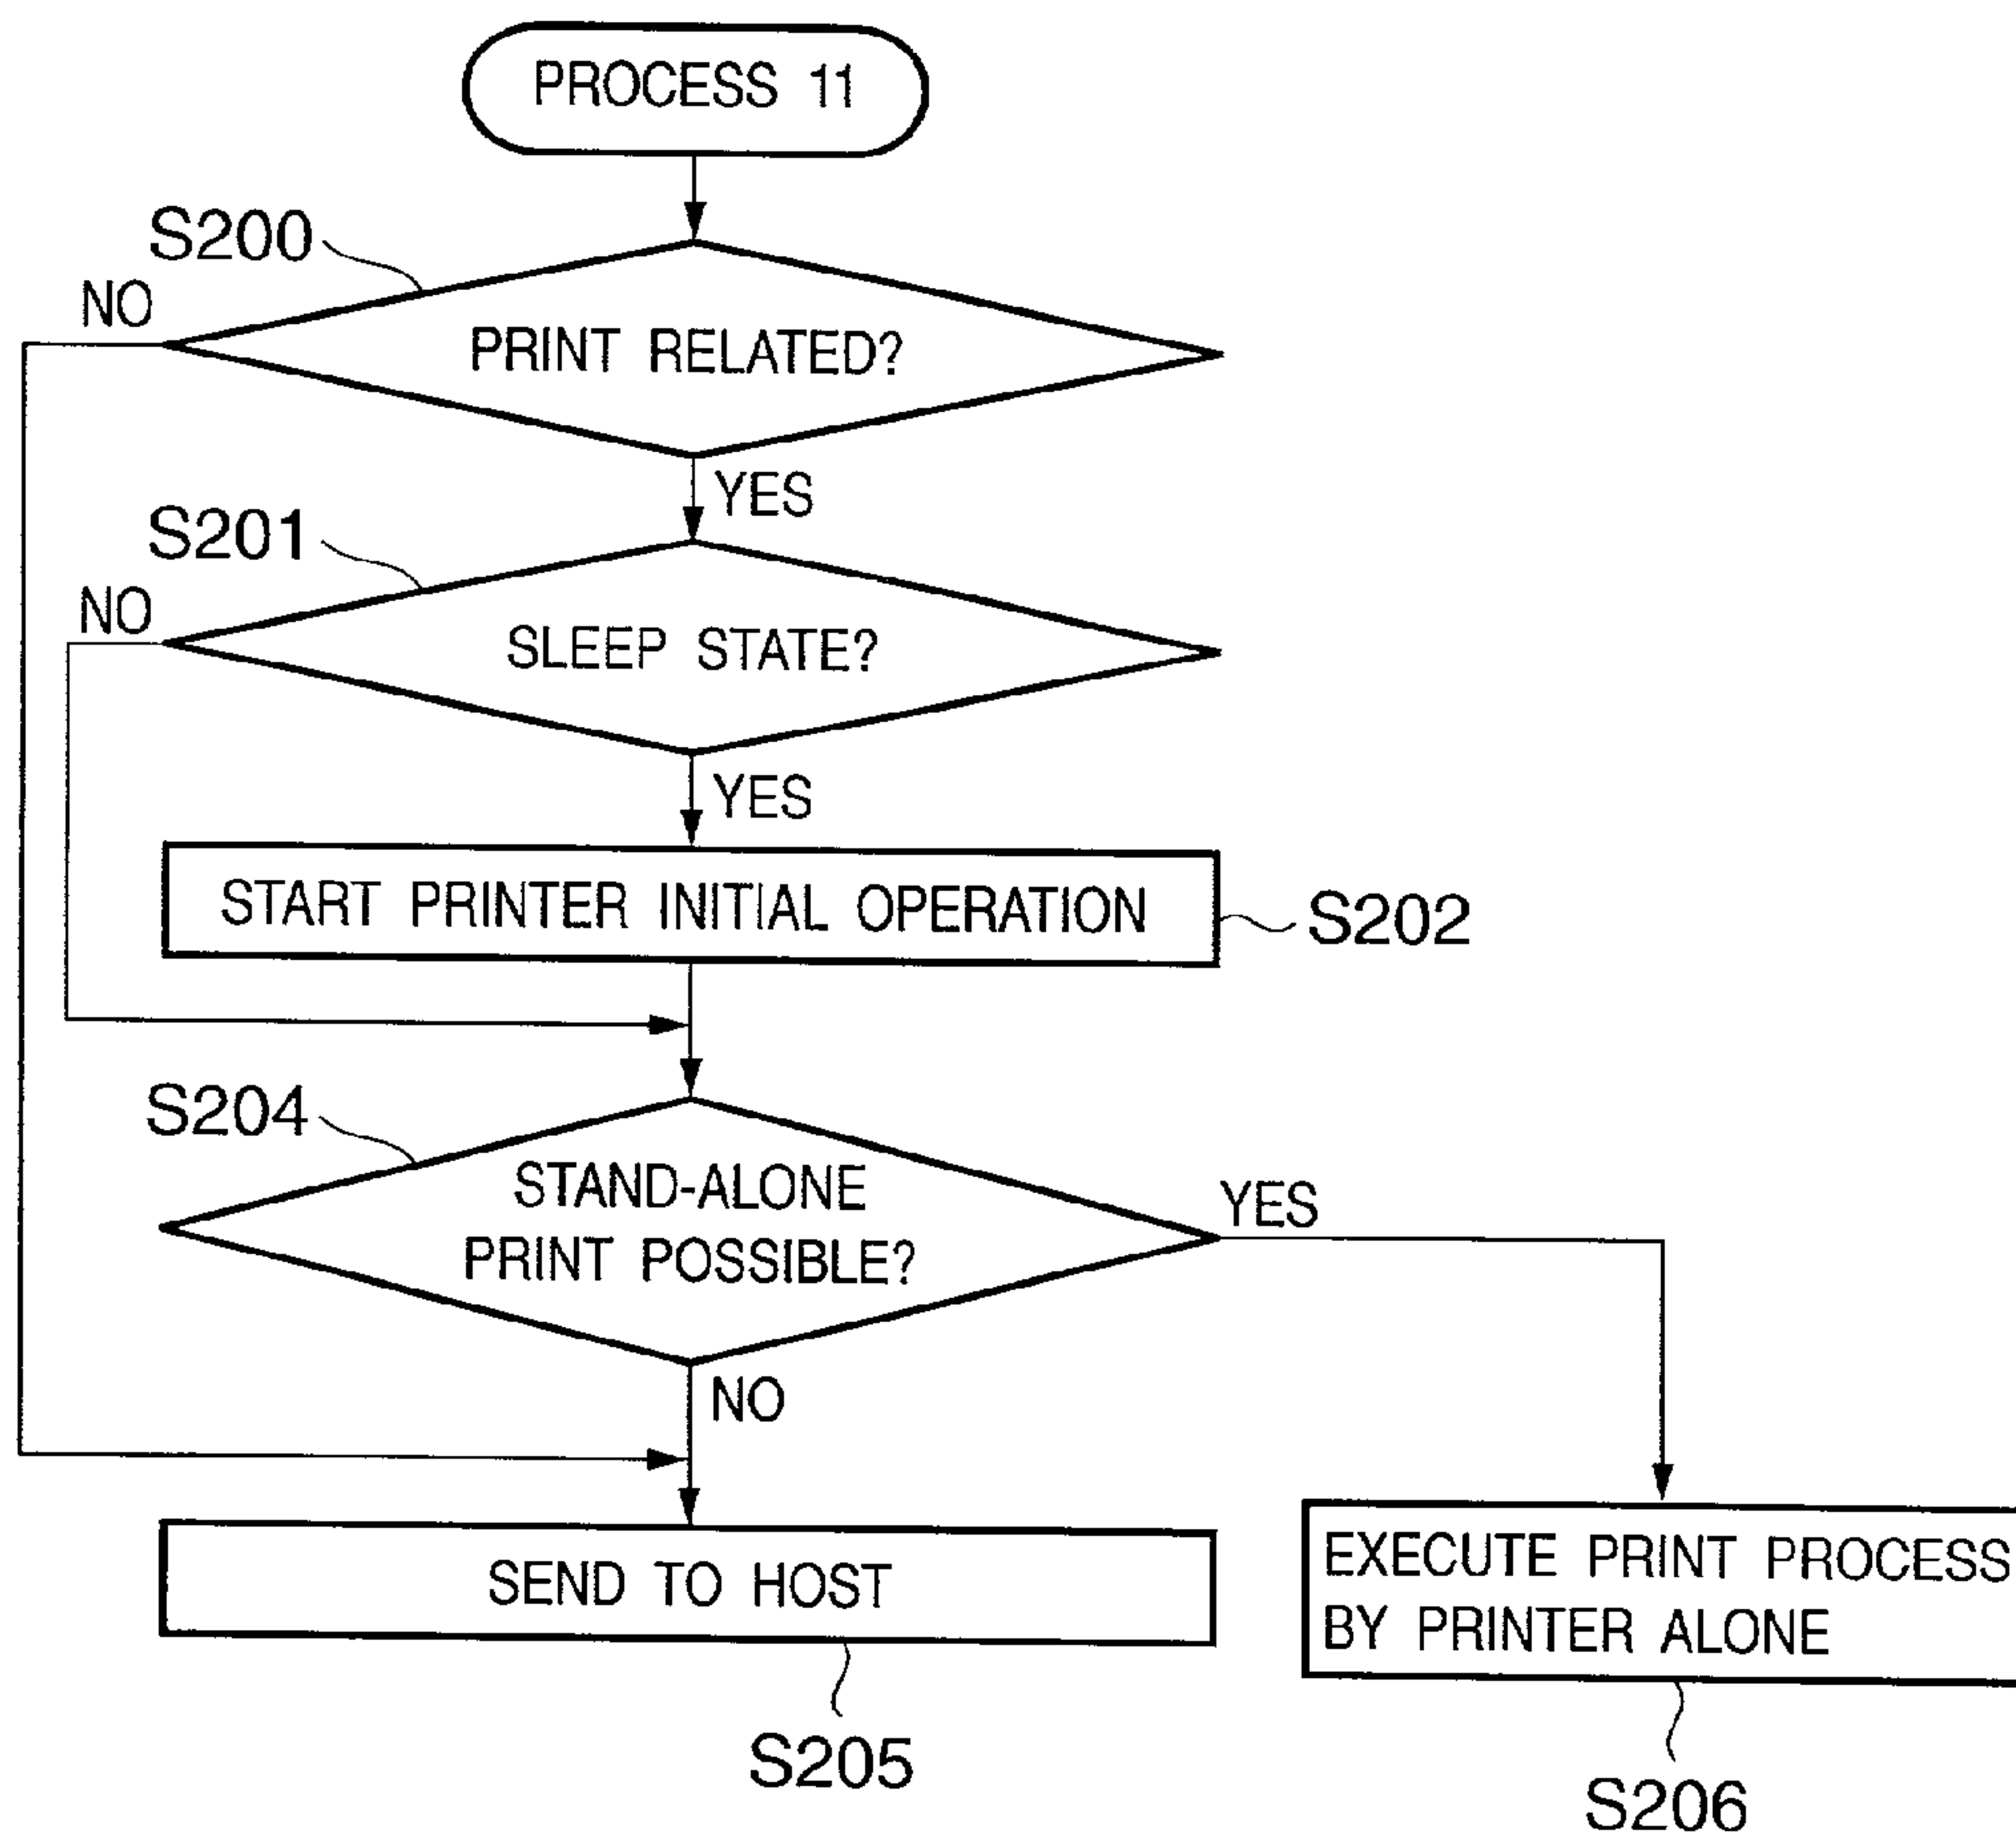 PROCESS 11
S200
NO
PRINT RELATED?
YES
S201
NO
SLEEP STATE?
YES
START PRINTER INITIAL OPERATION
S202
S204
STAND-ALONE
PRINT POSSIBLE?
YES
NO
SEND TO HOST
EXECUTE PRINT PROCESS
BY PRINTER ALONE
S205
S206